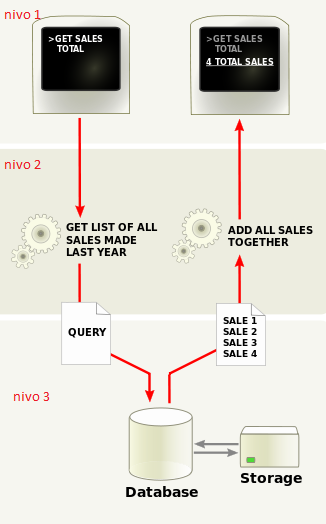 nivo 1
>GET SALES
TOTAL
>GET SALES
TOTAL
4 TOTAL SALES
nivo 2
GET LIST OF ALL
SALES MADE
LAST YEAR
ADD ALL SALES
TOGETHER
QUERY
SALE 1
SALE 2
SALE 3
SALE 4
nivo 3
Database
Storage